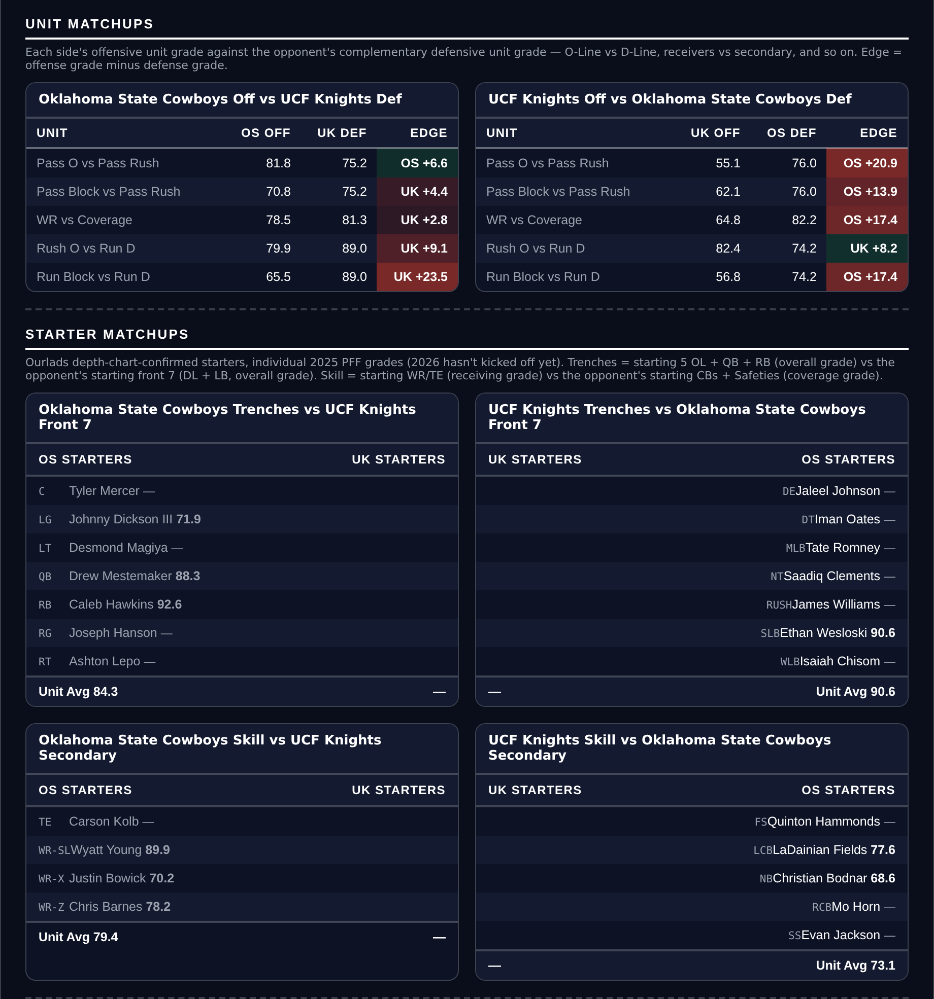 UNIT MATCHUPS
Each side's offensive unit grade against the opponent's complementary defensive unit grade — O-Line vs D-Line, receivers vs secondary, and so on. Edge =
offense grade minus defense grade.
Oklahoma State Cowboys Off vs UCF Knights Def
UNIT OS OFF UK DEF EDGE
Pass O vs Pass Rush 81.8 75.2 OS +6.6
Pass Block vs Pass Rush 70.8 75.2 UK +4.4
WR vs Coverage 78.5 81.3 UK +2.8
Rush O vs Run D 79.9 89.0 UK +9.1
Run Block vs Run D 65.5 89.0 UK +23.5
UCF Knights Off vs Oklahoma State Cowboys Def
UNIT UK OFF OS DEF EDGE
Pass O vs Pass Rush 55.1 76.0 OS +20.9
Pass Block vs Pass Rush 62.1 76.0 OS +13.9
WR vs Coverage 64.8 82.2 OS +17.4
Rush O vs Run D 82.4 74.2 UK +8.2
Run Block vs Run D 56.8 74.2 OS +17.4
STARTER MATCHUPS
Ourlads depth-chart-confirmed starters, individual 2025 PFF grades (2026 hasn't kicked off yet). Trenches = starting 5 OL + QB + RB (overall grade) vs the
opponent's starting front 7 (DL + LB, overall grade). Skill = starting WR/TE (receiving grade) vs the opponent's starting CBs + Safeties (coverage grade).
Oklahoma State Cowboys Trenches vs UCF Knights
Front 7
OS STARTERS UK STARTERS
C Tyler Mercer —
LG Johnny Dickson III 71.9
LT Desmond Magiya —
QB Drew Mestemaker 88.3
RB Caleb Hawkins 92.6
RG Joseph Hanson —
RT Ashton Lepo —
Unit Avg 84.3 —
UCF Knights Trenches vs Oklahoma State Cowboys
Front 7
UK STARTERS OS STARTERS
DEJaleel Johnson —
DTIman Oates —
MLBTate Romney —
NTSaadiq Clements —
RUSHJames Williams —
SLBEthan Wesloski 90.6
WLBIsaiah Chisom —
— Unit Avg 90.6
Oklahoma State Cowboys Skill vs UCF Knights
Secondary
OS STARTERS UK STARTERS
TE Carson Kolb —
WR-SLWyatt Young 89.9
WR-X Justin Bowick 70.2
WR-Z Chris Barnes 78.2
Unit Avg 79.4 —
UCF Knights Skill vs Oklahoma State Cowboys
Secondary
UK STARTERS OS STARTERS
FSQuinton Hammonds —
LCBLaDainian Fields 77.6
NBChristian Bodnar 68.6
RCBMo Horn —
SSEvan Jackson —
— Unit Avg 73.1